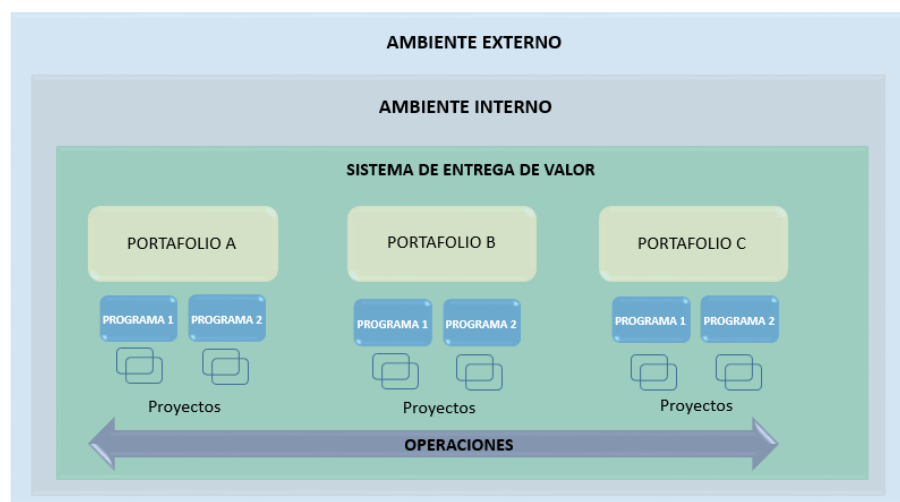 AMBIENTE EXTERNO
AMBIENTE INTERNO
SISTEMA DE ENTREGA DE VALOR
PORTAFOLIO A
PORTAFOLIO B
PORTAFOLIO C
PROGRAMA 1
PROGRAMA 2
PROGRAMA 1
PROGRAMA 2
PROGRAMA 1
PROGRAMA 2
Proyectos
Proyectos
Proyectos
OPERACIONES